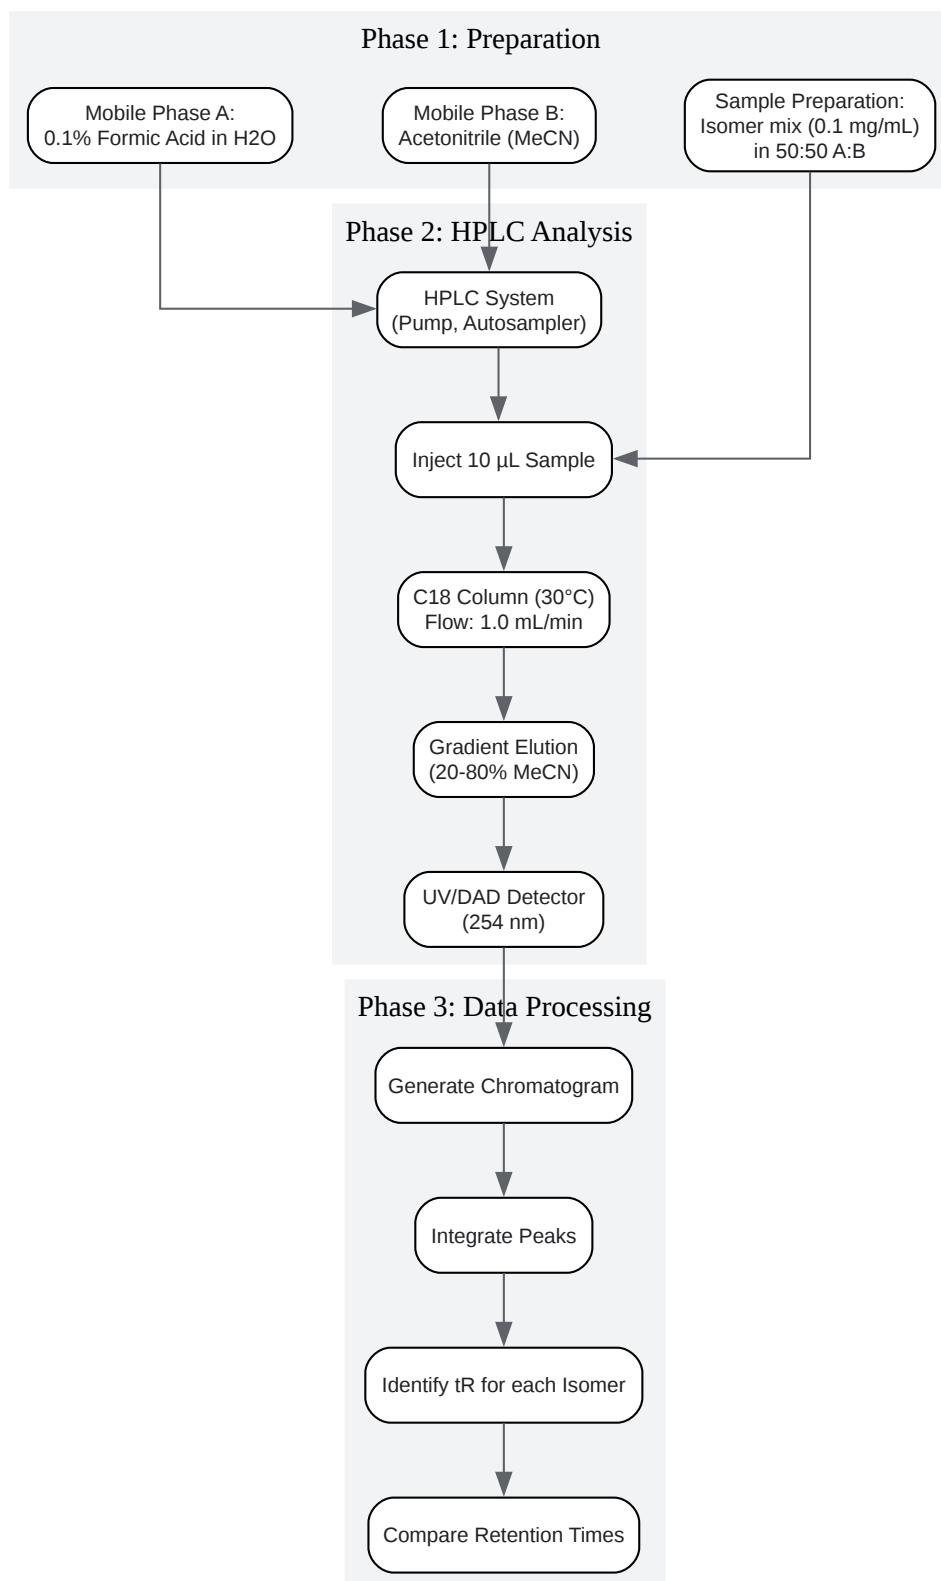 Phase 1: Preparation
Mobile Phase A:
0.1% Formic Acid in H2O
Mobile Phase B:
Acetonitrile (MeCN)
Sample Preparation:
Isomer mix (0.1 mg/mL)
in 50:50 A:B
Phase 2: HPLC Analysis
HPLC System
(Pump, Autosampler)
Inject 10 µL Sample
C18 Column (30°C)
Flow: 1.0 mL/min
Gradient Elution
(20-80% MeCN)
UV/DAD Detector
(254 nm)
Phase 3: Data Processing
Generate Chromatogram
Integrate Peaks
Identify tR for each Isomer
Compare Retention Times